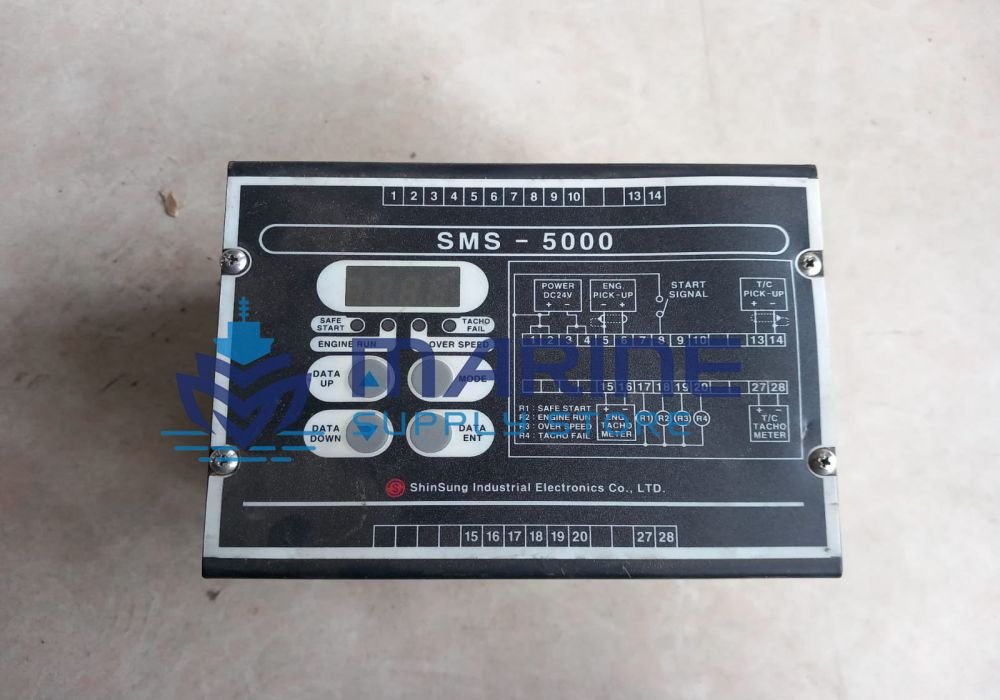 1 2 3 4 5 6 7 8 9 10 13 14
SMS - 5000
SAFE START
TACHO FAIL
ENGINE RUN
OVER SPEED
DATA UP
MODE
DATA DOWN
DATA ENT
POWER DC24V
+ -
ENG. PICK-UP
+ -
START SIGNAL
T/C PICK-UP
+ -
1 2 3 4 5 6 7 8 9 10 13 14
15 16 17 18 19 20 27 28
R1 : SAFE START
R2 : ENGINE RUN
R3 : OVER SPEED
R4 : TACHO FAIL
+ -
ENG. TACHO METER
R1 R2 R3 R4
+ -
T/C TACHO METER
MARINE
SUPPLY STORE
S ShinSung Industrial Electronics Co., LTD.
15 16 17 18 19 20 27 28